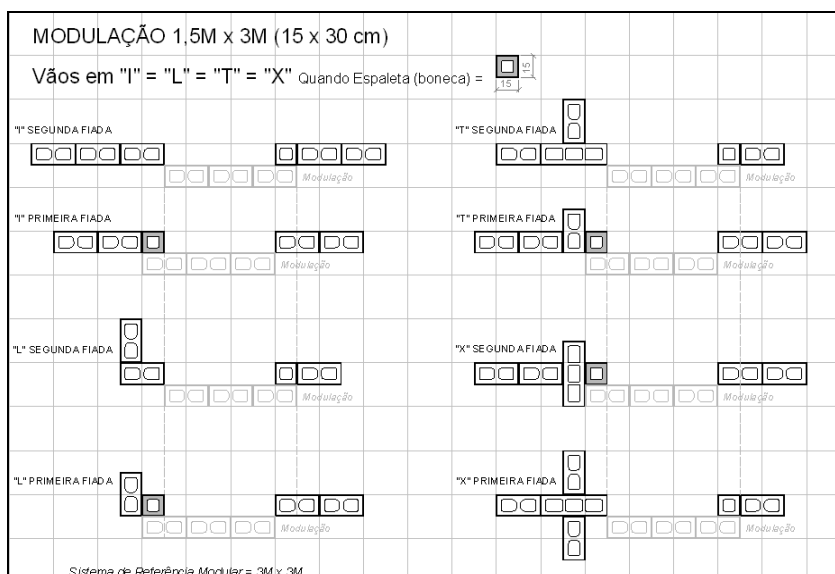 MODULAÇÃO 1,5M x 3M (15 x 30 cm)
Vãos em "I" = "L" = "T" = "X" Quando Espaleta (boneca) =
15
15
"I" SEGUNDA FIADA
Modulação
"T" SEGUNDA FIADA
Modulação
"I" PRIMEIRA FIADA
Modulação
"T" PRIMEIRA FIADA
Modulação
"L" SEGUNDA FIADA
Modulação
"X" SEGUNDA FIADA
Modulação
"L" PRIMEIRA FIADA
Modulação
"X" PRIMEIRA FIADA
Modulação
Sistema de Referência Modular = 3M x 3M